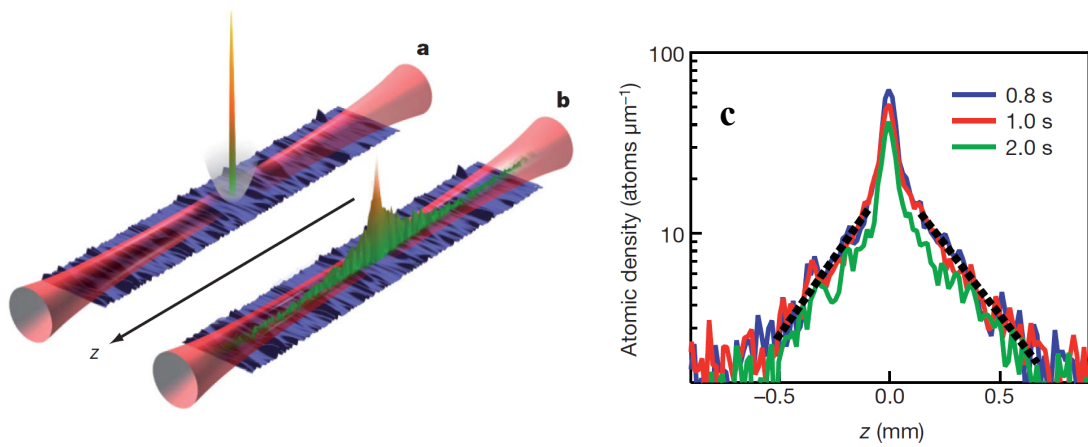 a
b
z
c
100
10
Atomic density (atoms μm⁻¹)
0.8 s
1.0 s
2.0 s
−0.5
0.0
0.5
z (mm)